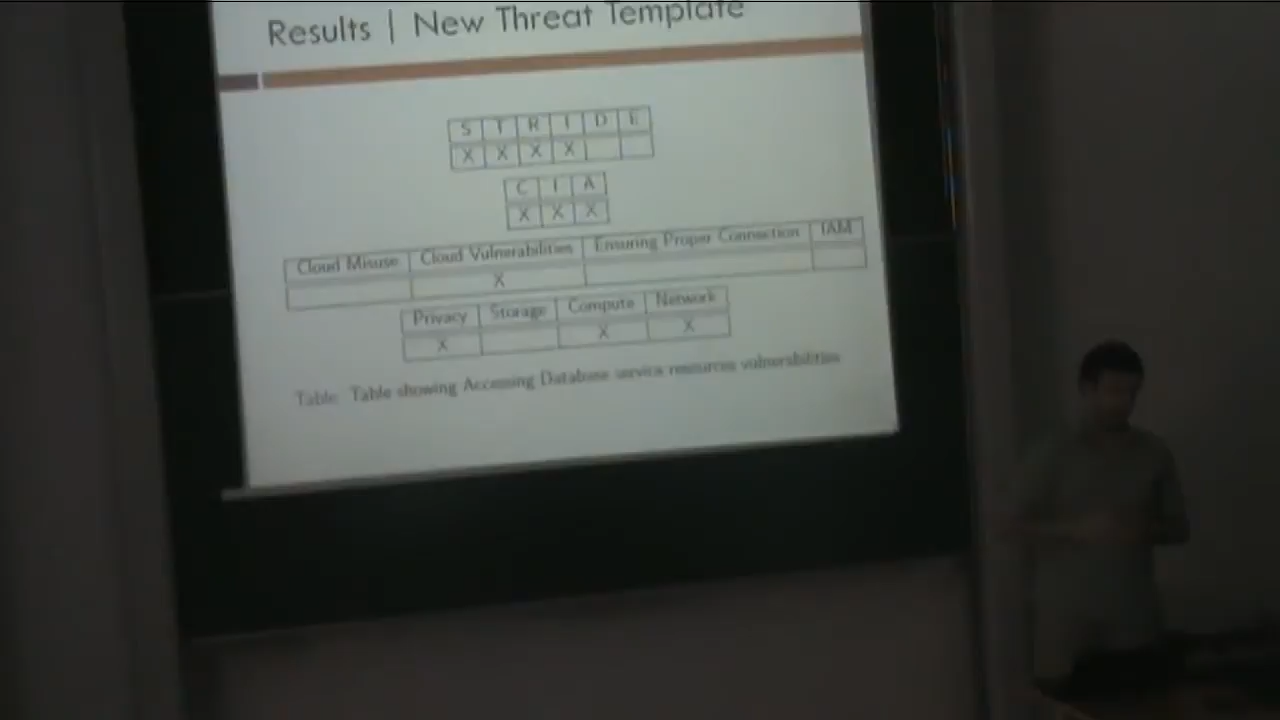 Results | New Threat Template
S T R I D E
X X X X
C I A
X X X
Cloud Misuse Cloud Vulnerabilities Ensuring Proper Connection IAM
X
Privacy Storage Compute Network
X X X
Table: Table showing Accessing Database service resources vulnerabilities